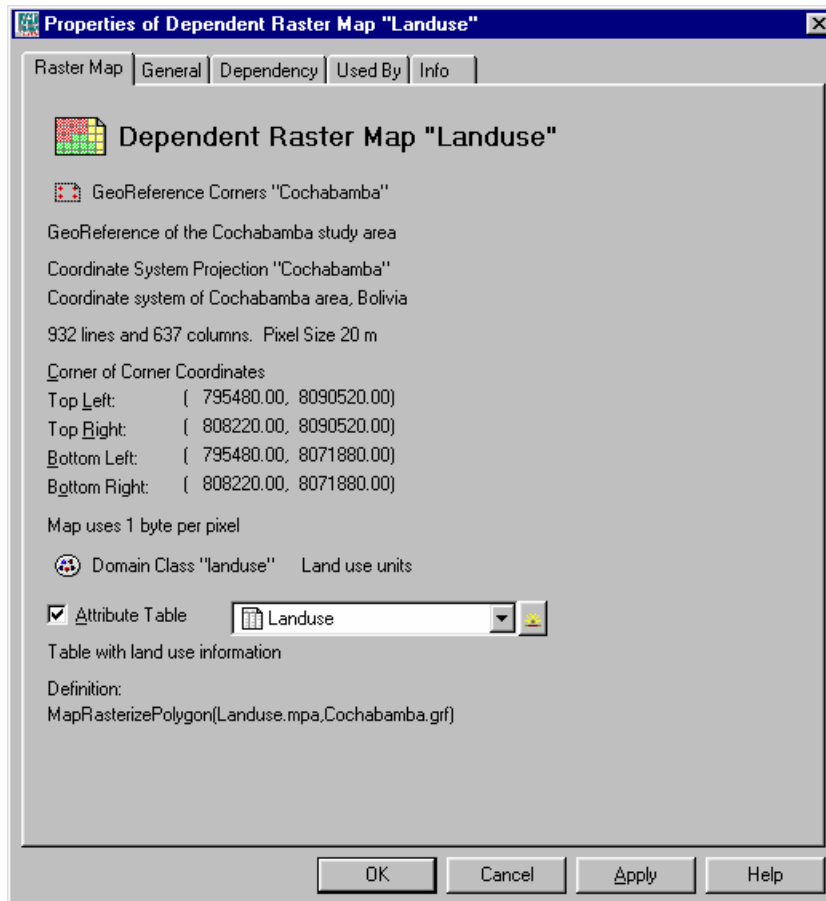 Properties of Dependent Raster Map "Landuse"
Raster Map General Dependency Used By Info
Dependent Raster Map "Landuse"
GeoReference Corners "Cochabamba"
GeoReference of the Cochabamba study area
Coordinate System Projection "Cochabamba"
Coordinate system of Cochabamba area, Bolivia
932 lines and 637 columns. Pixel Size 20 m
Corner of Corner Coordinates
Top Left: ( 795480.00, 8090520.00)
Top Right: ( 808220.00, 8090520.00)
Bottom Left: ( 795480.00, 8071880.00)
Bottom Right: ( 808220.00, 8071880.00)
Map uses 1 byte per pixel
Domain Class "landuse" Land use units
Attribute Table Landuse
Table with land use information
Definition:
MapRasterizePolygon(Landuse.mpa,Cochabamba.grf)
OK Cancel Apply Help